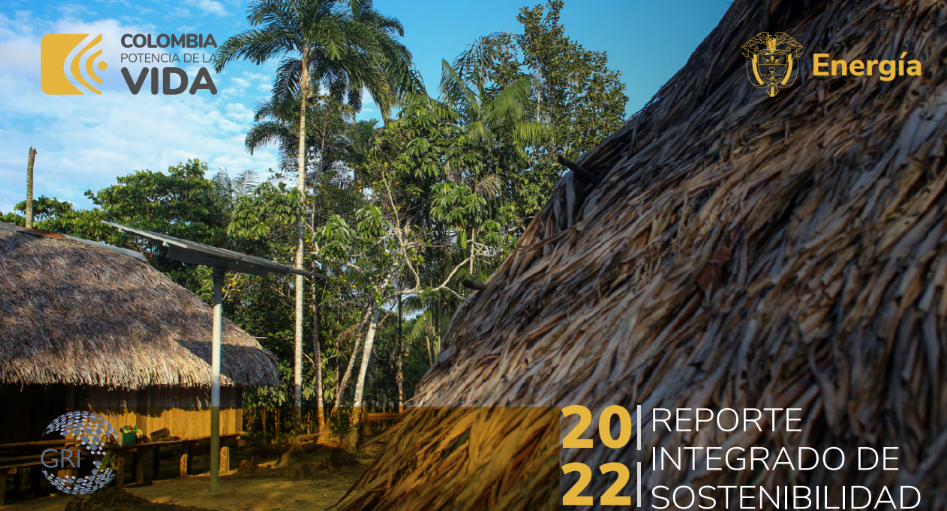 COLOMBIA
POTENCIA DE LA
VIDA
Energía
GRI
20
22
REPORTE
INTEGRADO DE
SOSTENIBILIDAD